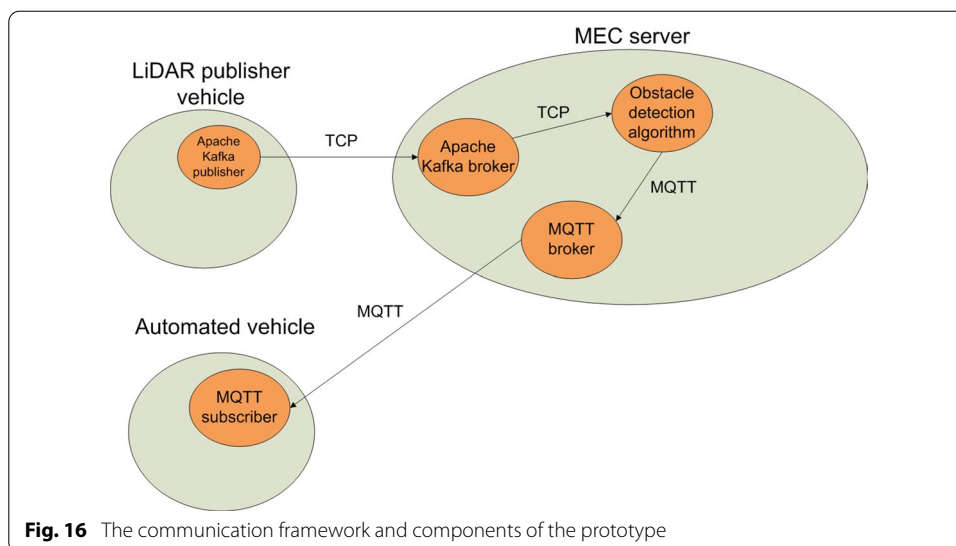 MEC server
LiDAR publisher
vehicle
Apache
Kafka
publisher
TCP
Apache
Kafka broker
TCP
Obstacle
detection
algorithm
MQTT
MQTT
broker
MQTT
Automated vehicle
MQTT
subscriber
Fig. 16 The communication framework and components of the prototype